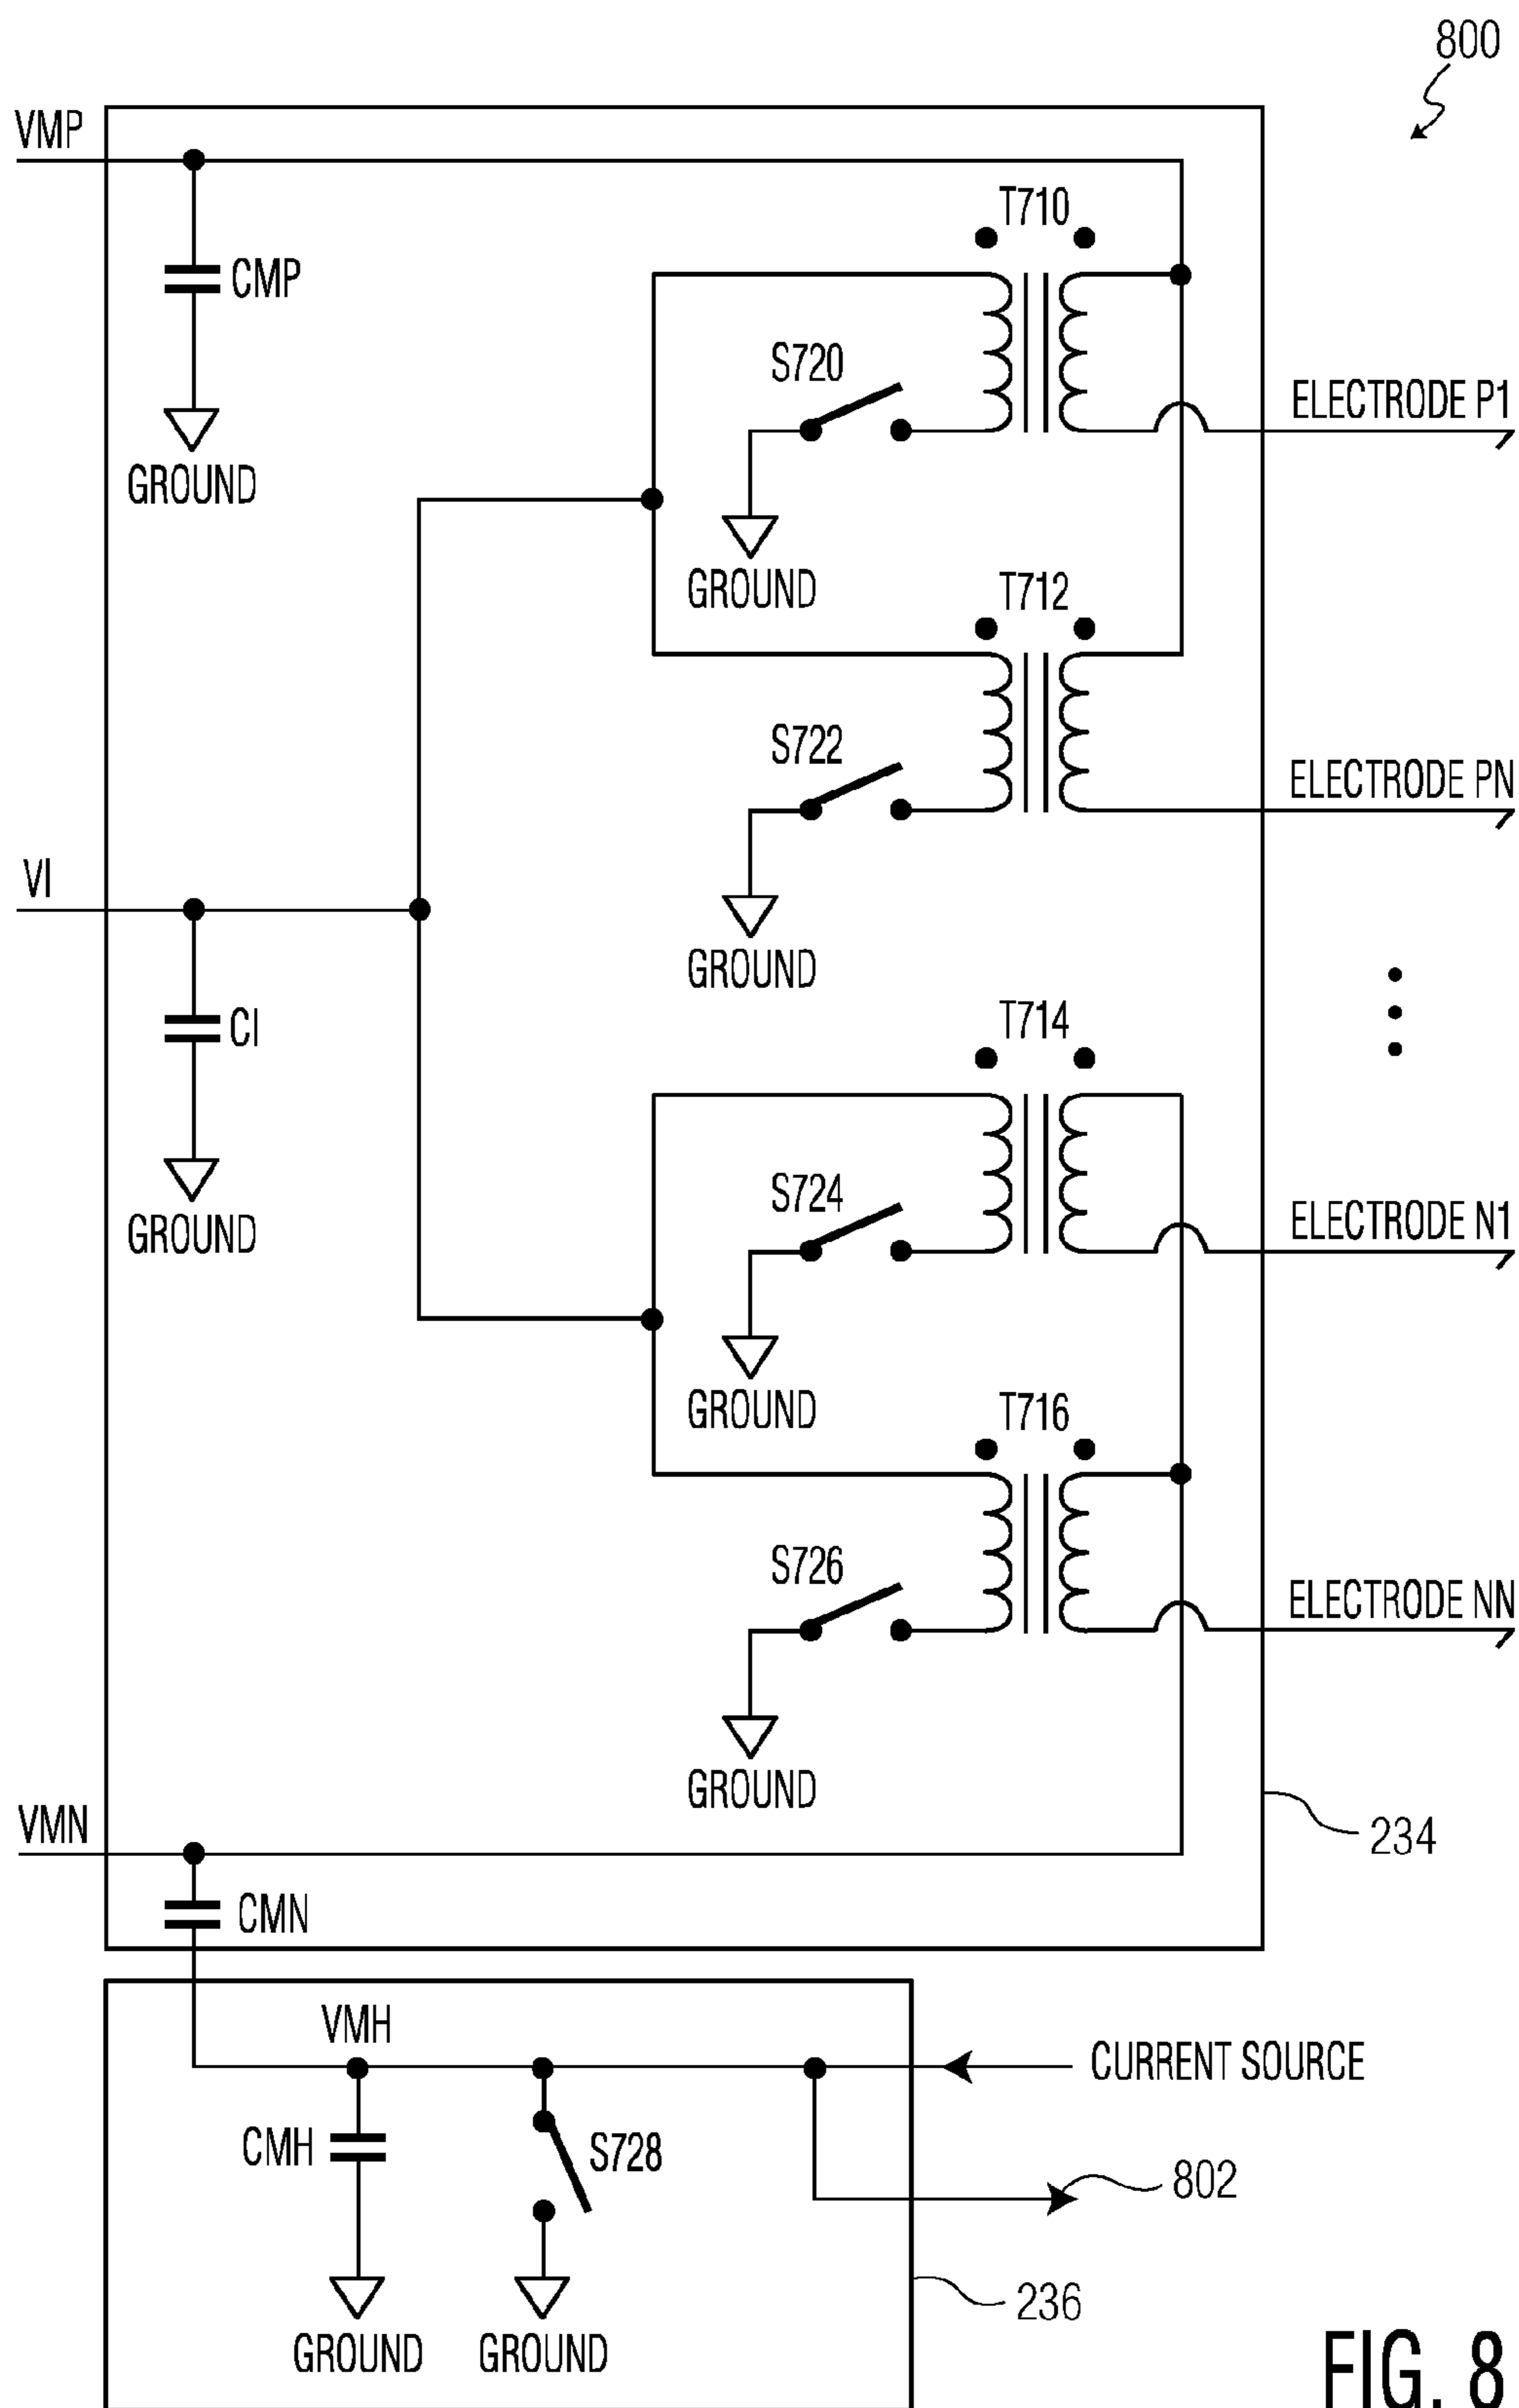 800
VMP
T710
CMP
S720
ELECTRODE P1
GROUND
GROUND
T712
S722
ELECTRODE PN
VI
GROUND
T714
CI
S724
ELECTRODE N1
GROUND
GROUND
T716
S726
ELECTRODE NN
GROUND
VMN
234
CMN
VMH
CURRENT SOURCE
CMH
S728
802
236
GROUND
GROUND
FIG. 8